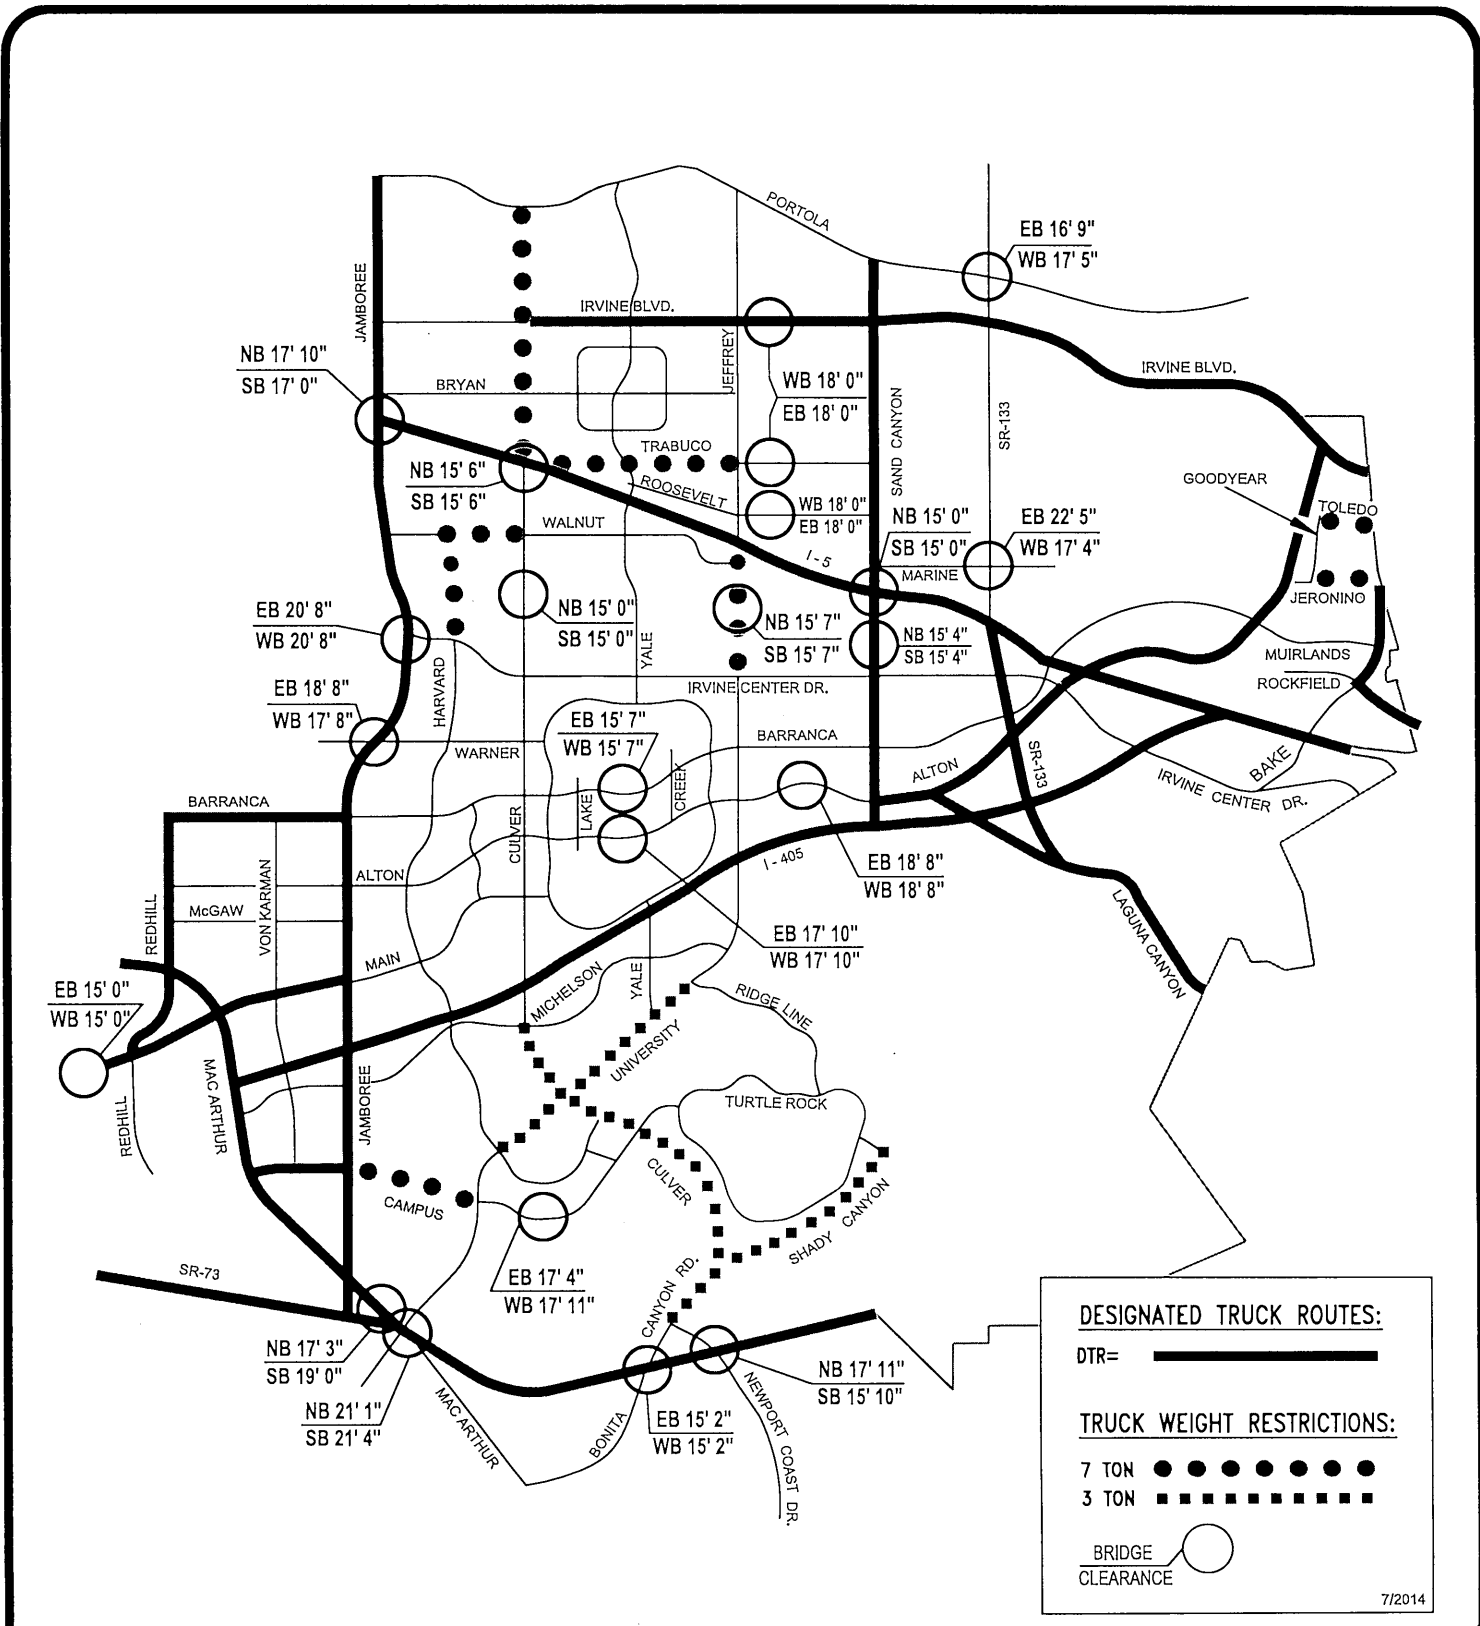 PORTOLA
EB 16' 9"
WB 17' 5"
JAMBOREE
IRVINE BLVD.
JEFFREY
NB 17' 10"
SB 17' 0"
BRYAN
WB 18' 0"
EB 18' 0"
SAND CANYON
SR-133
IRVINE BLVD.
TRABUCO
NB 15' 6"
SB 15' 6"
ROOSEVELT
GOODYEAR
TOLEDO
WALNUT
WB 18' 0"
EB 18' 0"
NB 15' 0"
SB 15' 0"
EB 22' 5"
WB 17' 4"
I-5
MARINE
JERONINO
EB 20' 8"
WB 20' 8"
NB 15' 0"
SB 15' 0"
YALE
NB 15' 7"
SB 15' 7"
NB 15' 4"
SB 15' 4"
MUIRLANDS
ROCKFIELD
HARVARD
IRVINE CENTER DR.
EB 18' 8"
WB 17' 8"
EB 15' 7"
WB 15' 7"
WARNER
BARRANCA
CREEK
LAKE
ALTON
SR-133
BAKE
IRVINE CENTER DR.
BARRANCA
CULVER
I-405
EB 18' 8"
WB 18' 8"
ALTON
VON KARMAN
McGAW
REDHILL
LAGUNA CANYON
EB 17' 10"
WB 17' 10"
MAIN
MICHELSON
YALE
RIDGE LINE
EB 15' 0"
WB 15' 0"
UNIVERSITY
MAC ARTHUR
REDHILL
JAMBOREE
TURTLE ROCK
CULVER
CAMPUS
SHADY CANYON
SR-73
EB 17' 4"
WB 17' 11"
CANYON RD.
NB 17' 3"
SB 19' 0"
NB 21' 1"
SB 21' 4"
MAC ARTHUR
BONITA
EB 15' 2"
WB 15' 2"
NB 17' 11"
SB 15' 10"
NEWPORT COAST DR.
DESIGNATED TRUCK ROUTES:
DTR=
TRUCK WEIGHT RESTRICTIONS:
7 TON
3 TON
BRIDGE
CLEARANCE
7/2014